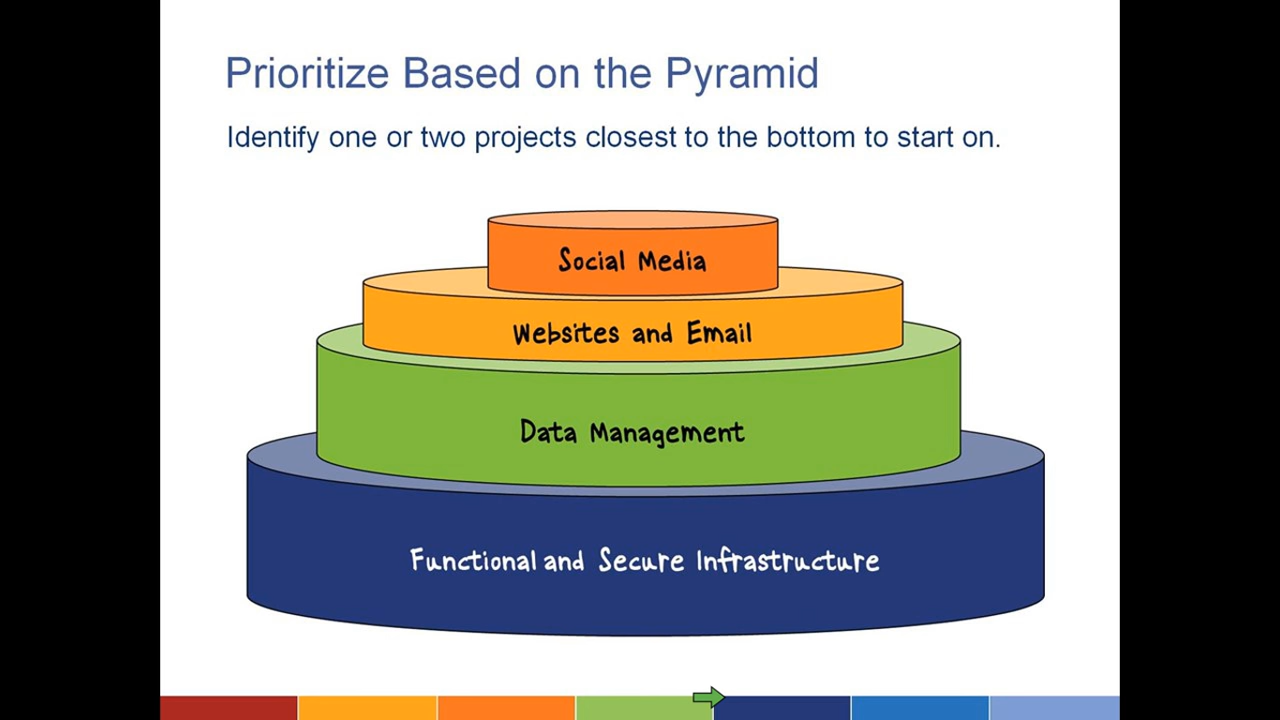 Prioritize Based on the Pyramid
Identify one or two projects closest to the bottom to start on.
Social Media
Websites and Email
Data Management
Functional and Secure Infrastructure